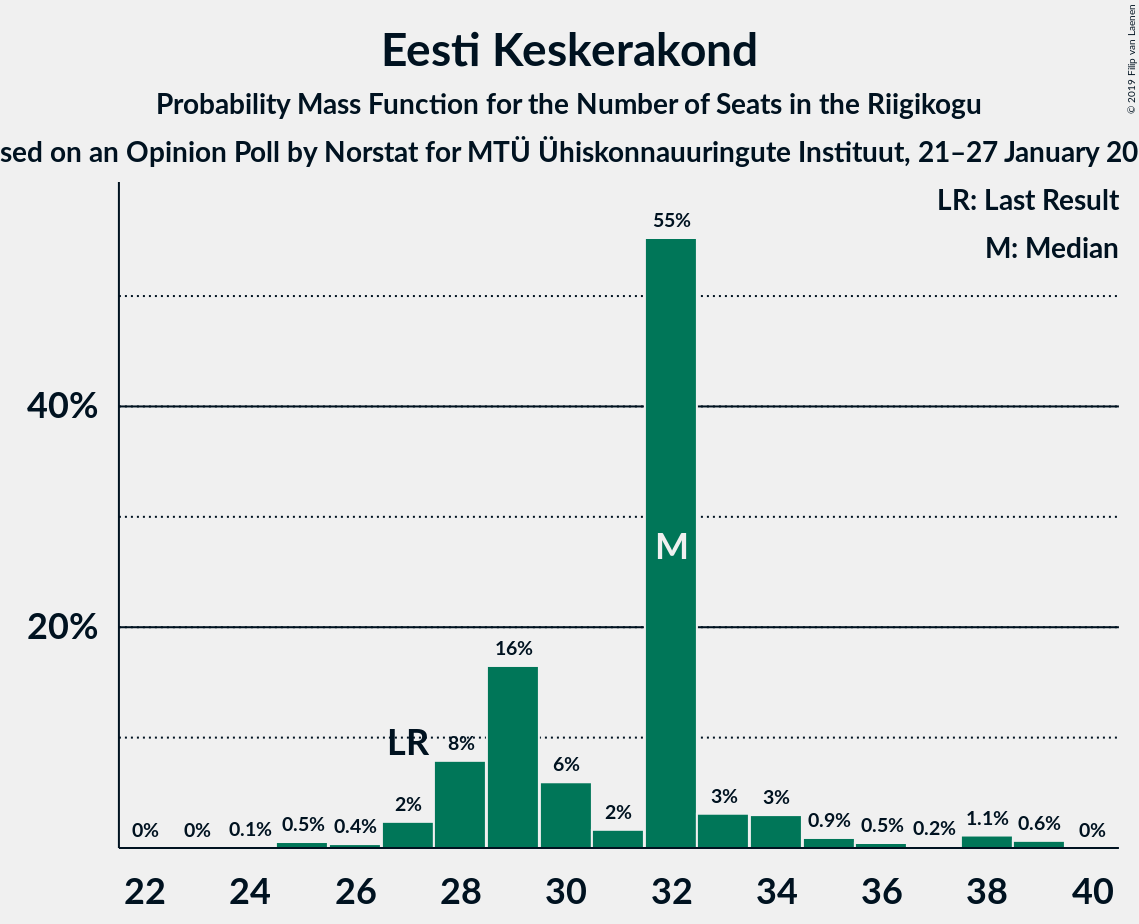 Eesti Keskerakond
Probability Mass Function for the Number of Seats in the Riigikogu
sed on an Opinion Poll by Norstat for MTÜ Ühiskonnauuringute Instituut, 21–27 January 20
© 2019 Filip van Laenen
LR: Last Result
M: Median
55%
40%
M
20%
16%
LR
8%
6%
2%
2%
3%
3%
0%
0%
0.1%
0.5%
0.4%
0.9%
0.5%
0.2%
1.1%
0.6%
0%
22 24 26 28 30 32 34 36 38 40